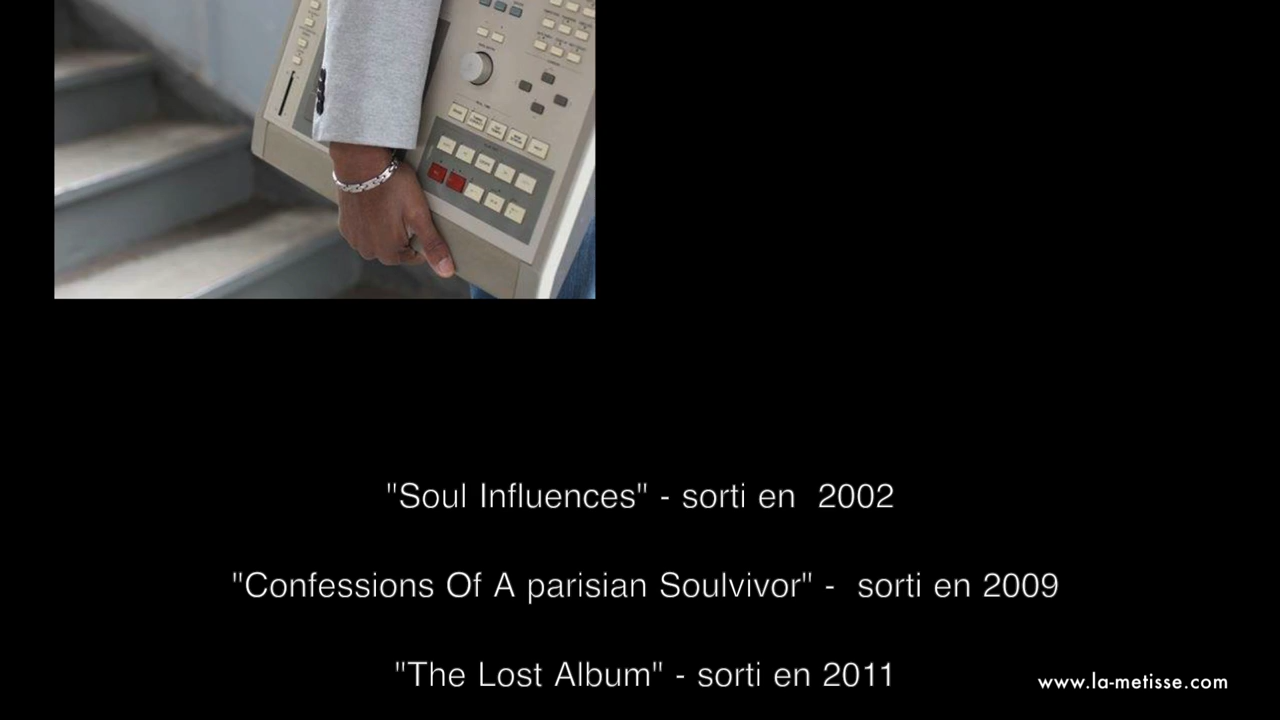 "Soul Influences" - sorti en  2002
"Confessions Of A parisian Soulvivor" -  sorti en 2009
"The Lost Album" - sorti en 2011
www.la-metisse.com